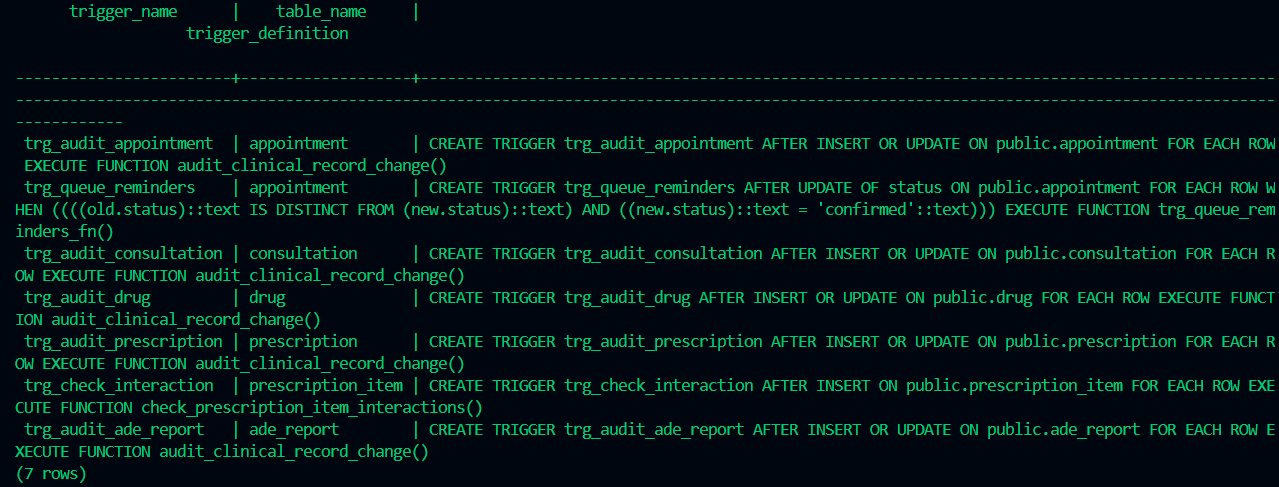 trigger_name | table_name |
trigger_definition
------------------------+-------------------+-----------------------------------------------------------------------------------------------
--------------------------------------------------------------------------------------------------------------------------------------------
------------
trg_audit_appointment | appointment | CREATE TRIGGER trg_audit_appointment AFTER INSERT OR UPDATE ON public.appointment FOR EACH ROW
EXECUTE FUNCTION audit_clinical_record_change()
trg_queue_reminders | appointment | CREATE TRIGGER trg_queue_reminders AFTER UPDATE OF status ON public.appointment FOR EACH ROW W
HEN ((((old.status)::text IS DISTINCT FROM (new.status)::text) AND ((new.status)::text = 'confirmed'::text))) EXECUTE FUNCTION trg_queue_rem
inders_fn()
trg_audit_consultation | consultation | CREATE TRIGGER trg_audit_consultation AFTER INSERT OR UPDATE ON public.consultation FOR EACH R
OW EXECUTE FUNCTION audit_clinical_record_change()
trg_audit_drug | drug | CREATE TRIGGER trg_audit_drug AFTER INSERT OR UPDATE ON public.drug FOR EACH ROW EXECUTE FUNCT
ION audit_clinical_record_change()
trg_audit_prescription | prescription | CREATE TRIGGER trg_audit_prescription AFTER INSERT OR UPDATE ON public.prescription FOR EACH R
OW EXECUTE FUNCTION audit_clinical_record_change()
trg_check_interaction | prescription_item | CREATE TRIGGER trg_check_interaction AFTER INSERT ON public.prescription_item FOR EACH ROW EXE
CUTE FUNCTION check_prescription_item_interactions()
trg_audit_ade_report | ade_report | CREATE TRIGGER trg_audit_ade_report AFTER INSERT OR UPDATE ON public.ade_report FOR EACH ROW E
XECUTE FUNCTION audit_clinical_record_change()
(7 rows)